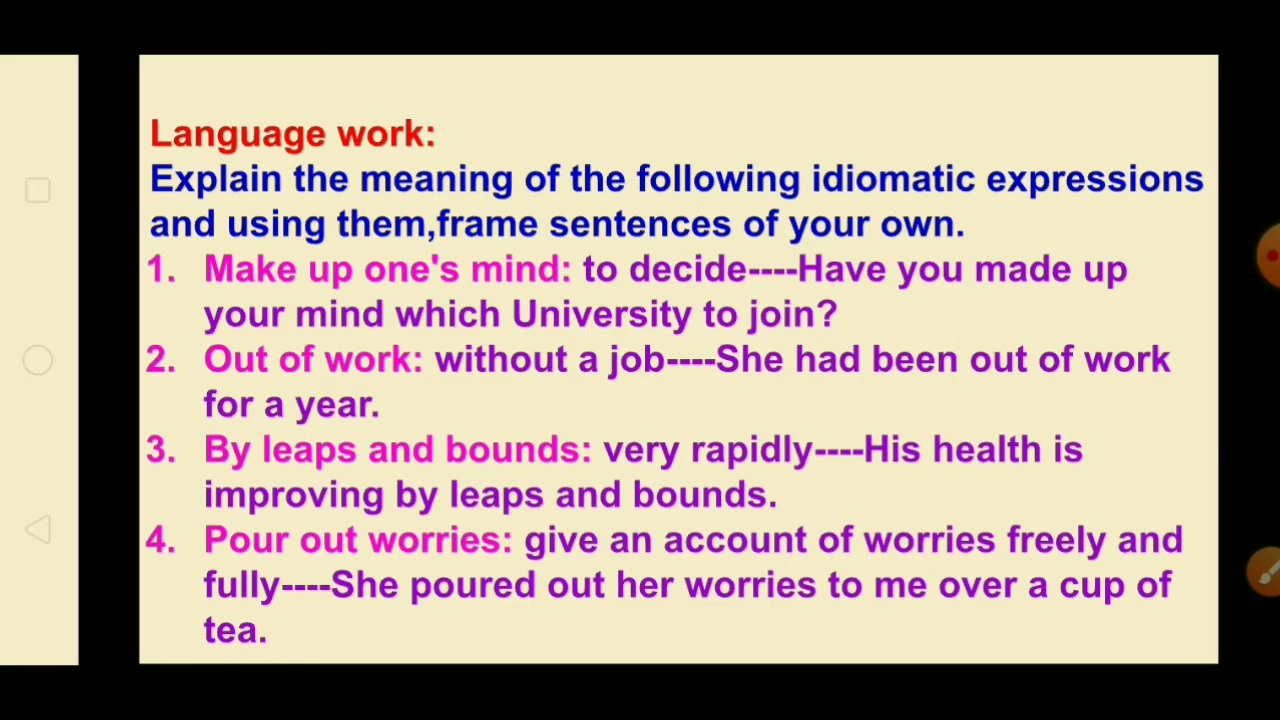 Language work:
Explain the meaning of the following idiomatic expressions
and using them,frame sentences of your own.
1. Make up one's mind: to decide----Have you made up
your mind which University to join?
2. Out of work: without a job----She had been out of work
for a year.
3. By leaps and bounds: very rapidly----His health is
improving by leaps and bounds.
4. Pour out worries: give an account of worries freely and
fully----She poured out her worries to me over a cup of
tea.